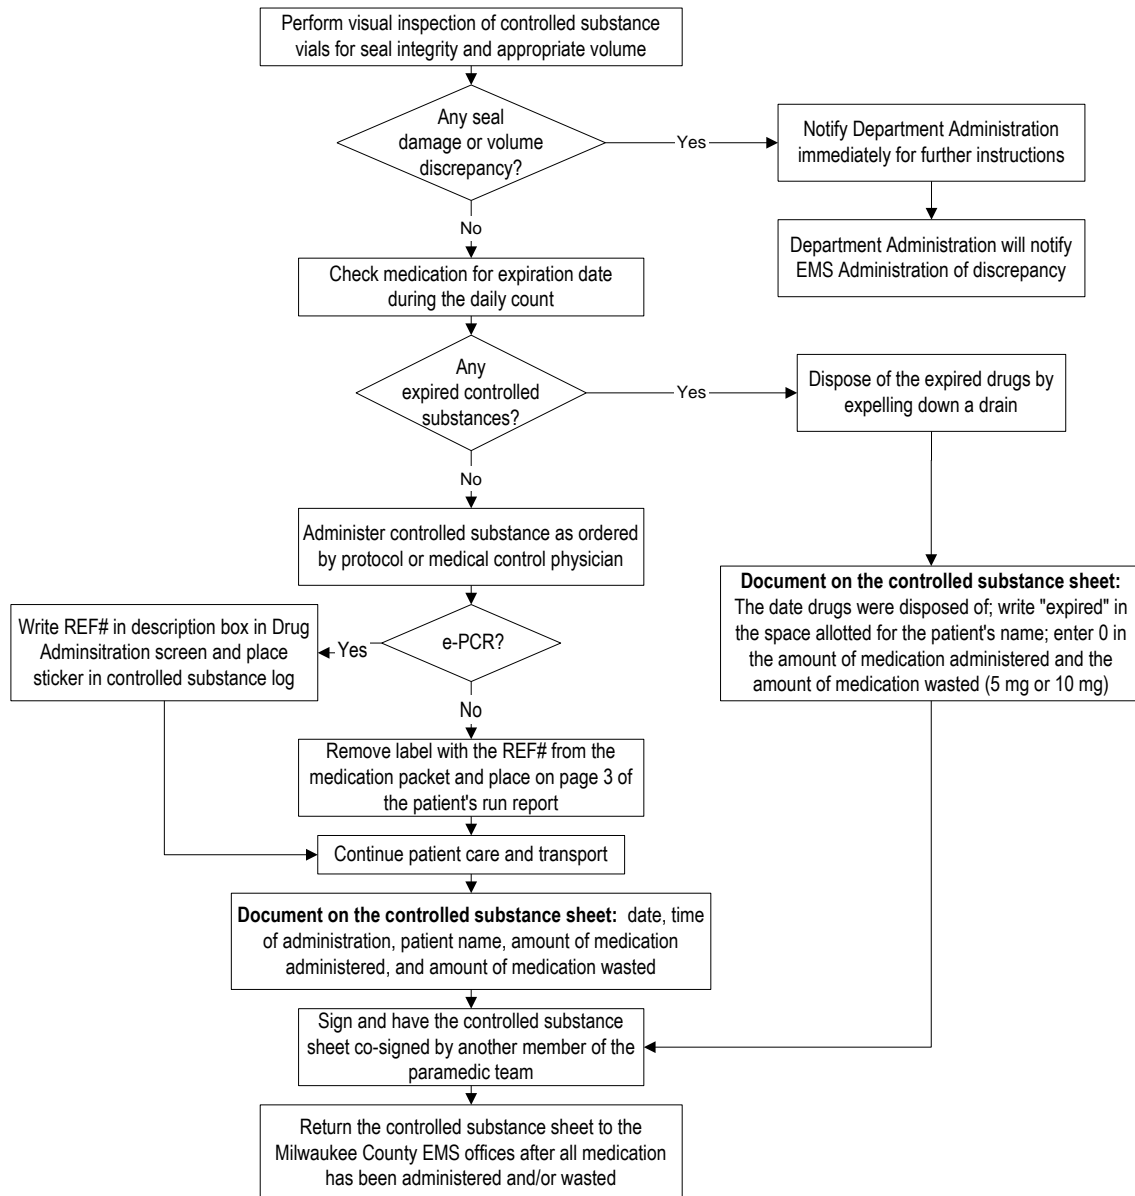 Perform visual inspection of controlled substance
vials for seal integrity and appropriate volume
Any seal
damage or volume
discrepancy?
Yes
Notify Department Administration
immediately for further instructions
No
Department Administration will notify
EMS Administration of discrepancy
Check medication for expiration date
during the daily count
Any
expired controlled
substances?
Yes
Dispose of the expired drugs by
expelling down a drain
No
Administer controlled substance as ordered
by protocol or medical control physician
Document on the controlled substance sheet:
The date drugs were disposed of; write "expired" in
the space allotted for the patient's name; enter 0 in
the amount of medication administered and the
amount of medication wasted (5 mg or 10 mg)
e-PCR?
Yes
Write REF# in description box in Drug
Adminsitration screen and place
sticker in controlled substance log
No
Remove label with the REF# from the
medication packet and place on page 3 of
the patient's run report
Continue patient care and transport
Document on the controlled substance sheet: date, time
of administration, patient name, amount of medication
administered, and amount of medication wasted
Sign and have the controlled substance
sheet co-signed by another member of the
paramedic team
Return the controlled substance sheet to the
Milwaukee County EMS offices after all medication
has been administered and/or wasted